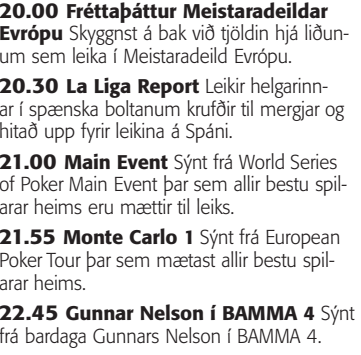 20.00 Fréttaþáttur Meistaradeildar
Evrópu Skyggnst á bak við tjöldin hjá liðun-
um sem leika í Meistaradeild Evrópu.
20.30 La Liga Report Leikir helgarinn-
ar í spænska boltanum krufðir til mergjar og
hitað upp fyrir leikina á Spáni.
21.00 Main Event Sýnt frá World Series
of Poker Main Event þar sem allir bestu spil-
arar heims eru mættir til leiks.
21.55 Monte Carlo 1 Sýnt frá European
Poker Tour þar sem mætast allir bestu spil-
arar heims.
22.45 Gunnar Nelson í BAMMA 4 Sýnt
frá bardaga Gunnars Nelson í BAMMA 4.